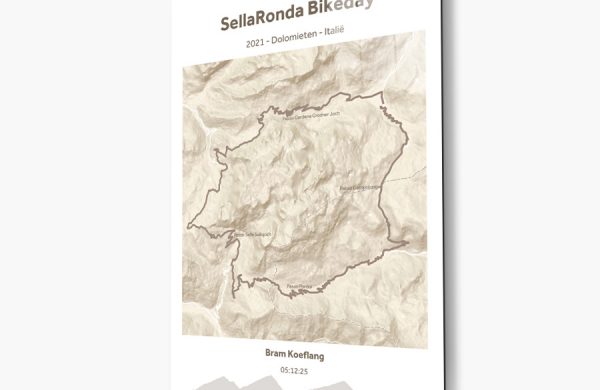 SellaRonda Bikeday
2021 - Dolomieten - Italië
Passo Gardena Grödner Joch
Passo Campolongo
Passo Sella Sellajoch
Passo Pordoi
Bram Koeflang
05:12:25